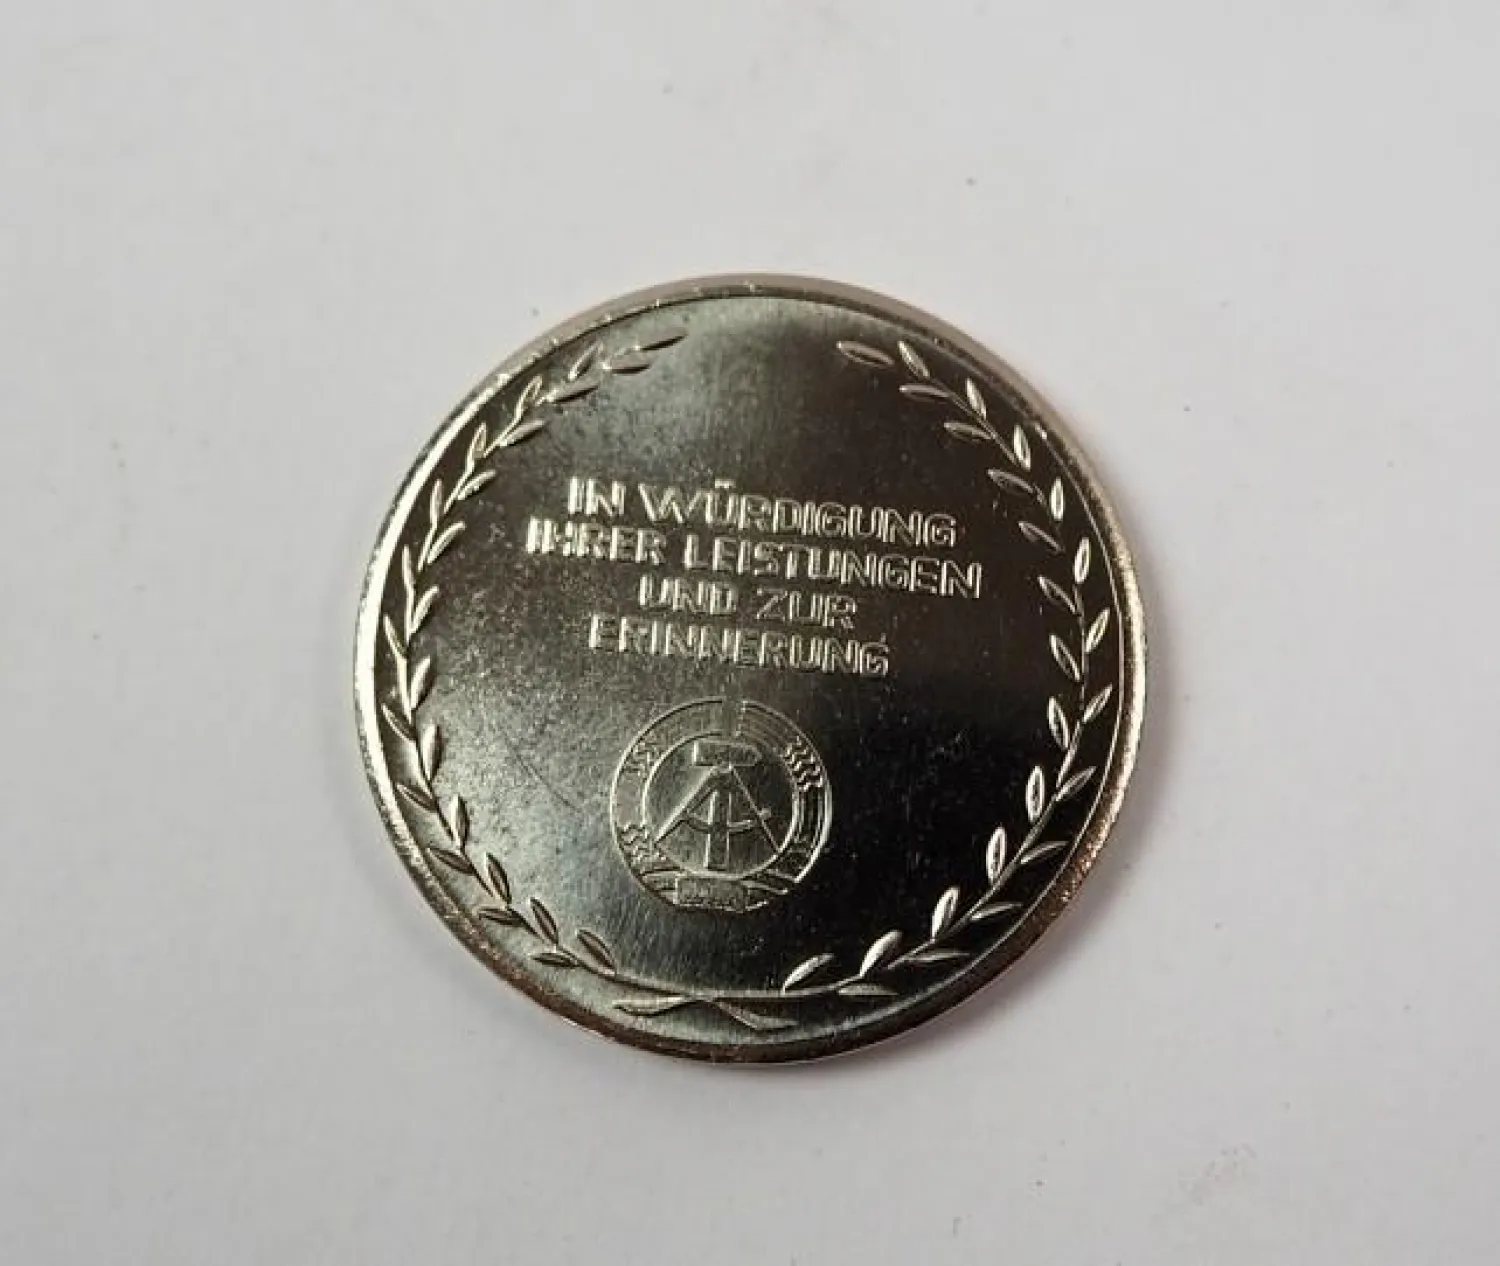 IN WÜRDIGUNG
IHRER LEISTUNGEN
UND ZUR
ERINNERUNG